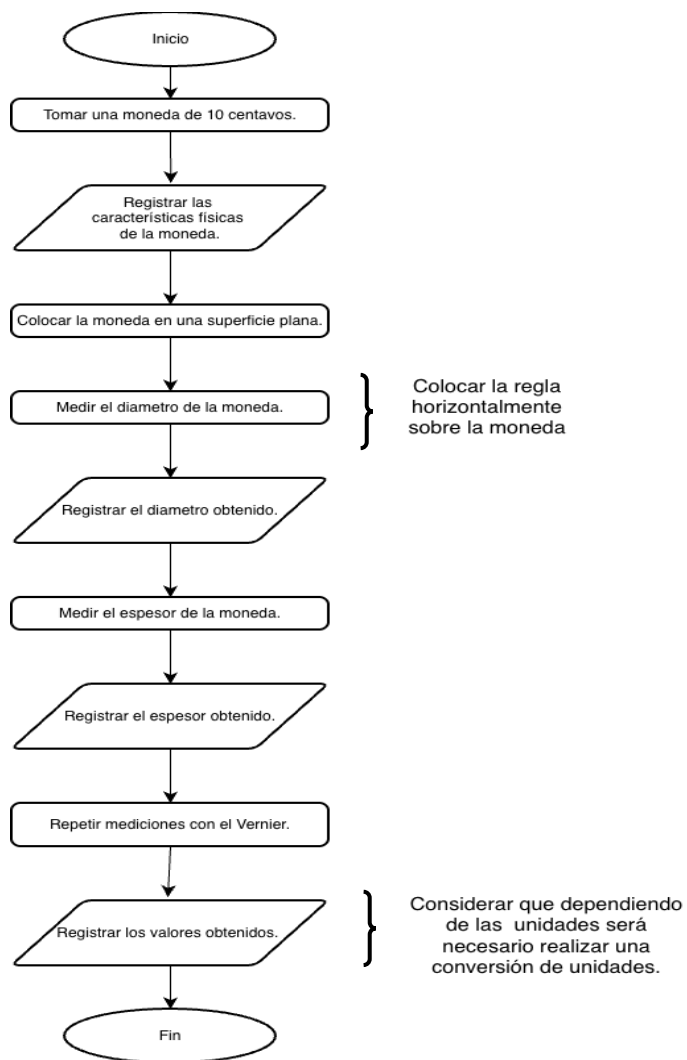 Inicio
Tomar una moneda de 10 centavos.
Registrar las
características físicas
de la moneda.
Colocar la moneda en una superficie plana.
Medir el diametro de la moneda.
Colocar la regla
horizontalmente
sobre la moneda
Registrar el diametro obtenido.
Medir el espesor de la moneda.
Registrar el espesor obtenido.
Repetir mediciones con el Vernier.
Registrar los valores obtenidos.
Considerar que dependiendo
de las unidades será
necesario realizar una
conversión de unidades.
Fin